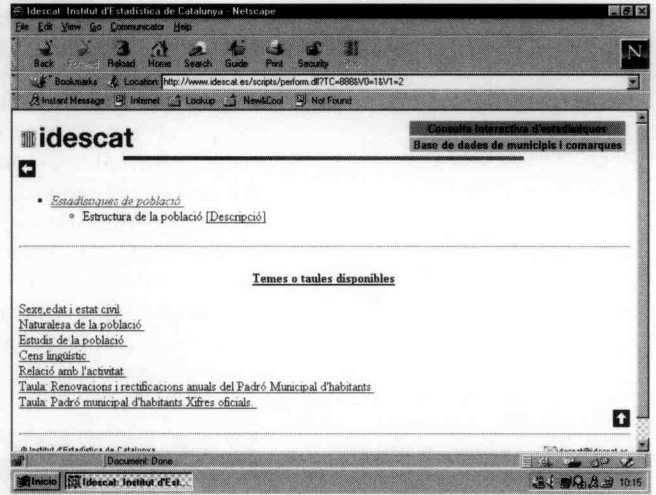 Idescat: Institut d'Estadística de Catalunya - Netscape
File Edit View Go Communicator Help
Back Forward Reload Home Search Guide Print Security Stop
N
Bookmarks Location: http://www.idescat.es/scripts/perform.dll?TC=888&V0=1&V1=2
Instant Message Internet Lookup New&Cool Not Found
idescat
Consulta interactiva d'estadístiques
Base de dades de municipis i comarques
Estadístiques de població
Estructura de la població [Descripció]
Temes o taules disponibles
Sexe,edat i estat civil
Naturalesa de la població
Estudis de la població
Cens lingüístic
Relació amb l'activitat
Taula: Renovacions i rectificacions anuals del Padró Municipal d'habitants
Taula: Padró municipal d'habitants Xifres oficials.
© Institut d'Estadística de Catalunya
Document: Done
Inicio Idescat: Institut d'Est... 10:15